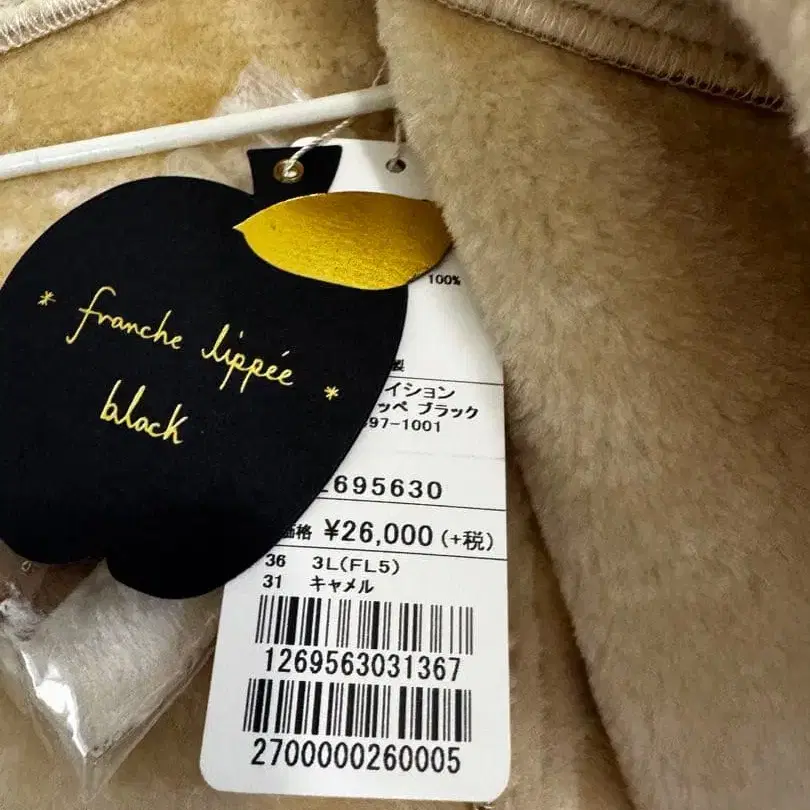 * franche lippée *
black
100%
製
イション
ッペ ブラック
97-1001
695630
価格 ¥26,000 (+税)
36 3L(FL5)
31 キャメル
1269563031367
2700000260005